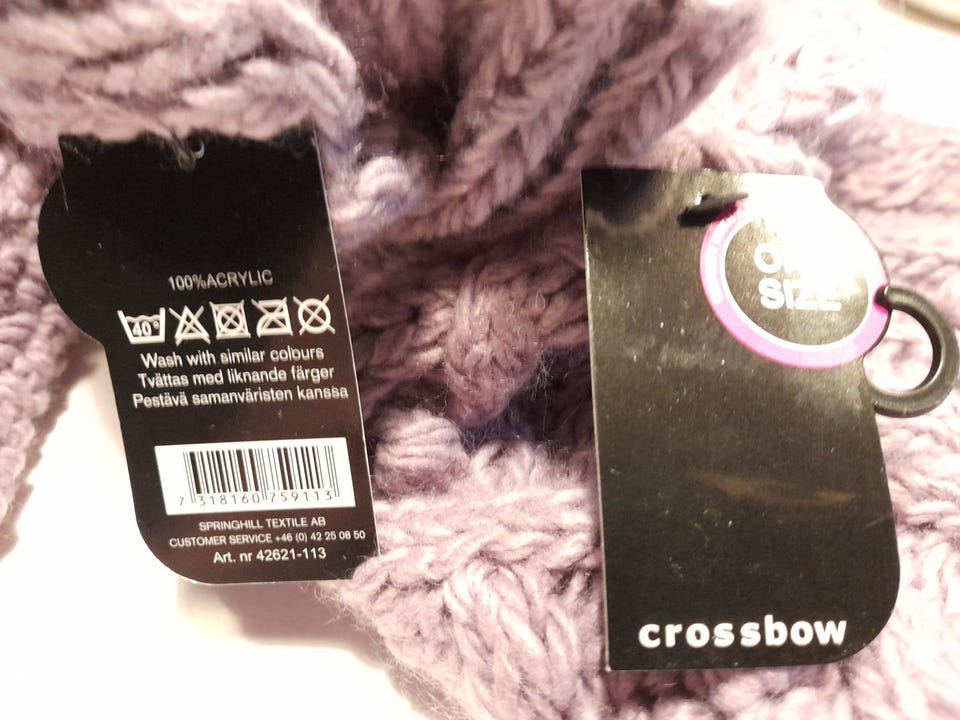 100%ACRYLIC
40°
Wash with similar colours
Tvättas med liknande färger
Pestävä samanväristen kanssa
7 318160 759113
SPRINGHILL TEXTILE AB
CUSTOMER SERVICE +46 (0) 42 25 08 50
Art. nr 42621-113
SIZE
crossbow